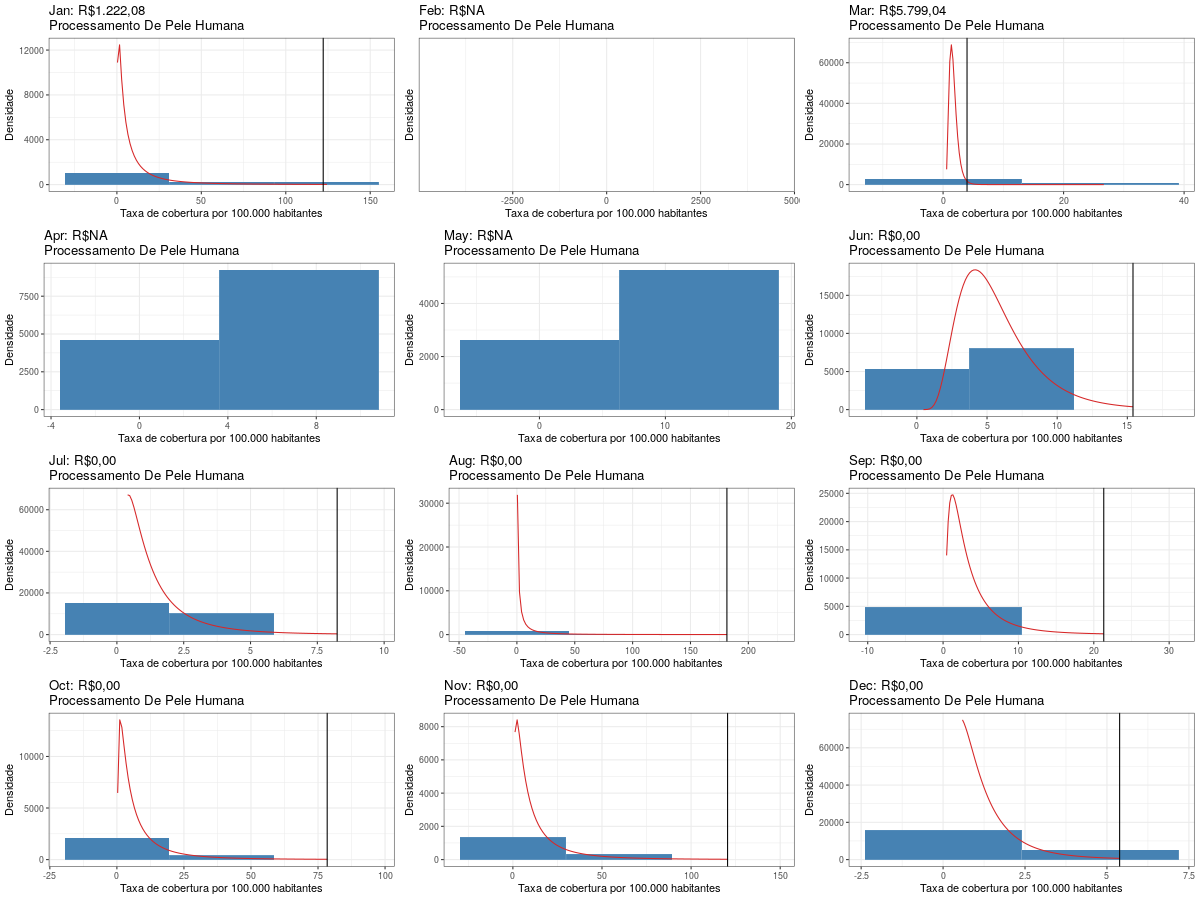 Jan: R$1.222,08
Processamento De Pele Humana
Densidade
12000
8000
4000
0
0
50
100
150
Taxa de cobertura por 100.000 habitantes
Feb: R$NA
Processamento De Pele Humana
Densidade
-2500
0
2500
5000
Taxa de cobertura por 100.000 habitantes
Mar: R$5.799,04
Processamento De Pele Humana
Densidade
60000
40000
20000
0
0
20
40
Taxa de cobertura por 100.000 habitantes
Apr: R$NA
Processamento De Pele Humana
Densidade
7500
5000
2500
0
-4
0
4
8
Taxa de cobertura por 100.000 habitantes
May: R$NA
Processamento De Pele Humana
Densidade
4000
2000
0
0
10
20
Taxa de cobertura por 100.000 habitantes
Jun: R$0,00
Processamento De Pele Humana
Densidade
15000
10000
5000
0
0
5
10
15
Taxa de cobertura por 100.000 habitantes
Jul: R$0,00
Processamento De Pele Humana
Densidade
60000
40000
20000
0
-2.5
0
2.5
5
7.5
10
Taxa de cobertura por 100.000 habitantes
Aug: R$0,00
Processamento De Pele Humana
Densidade
30000
20000
10000
0
-50
0
50
100
150
200
Taxa de cobertura por 100.000 habitantes
Sep: R$0,00
Processamento De Pele Humana
Densidade
25000
20000
15000
10000
5000
0
-10
0
10
20
30
Taxa de cobertura por 100.000 habitantes
Oct: R$0,00
Processamento De Pele Humana
Densidade
10000
5000
0
-25
0
25
50
75
100
Taxa de cobertura por 100.000 habitantes
Nov: R$0,00
Processamento De Pele Humana
Densidade
8000
6000
4000
2000
0
0
50
100
150
Taxa de cobertura por 100.000 habitantes
Dec: R$0,00
Processamento De Pele Humana
Densidade
60000
40000
20000
0
-2.5
0
2.5
5
7.5
Taxa de cobertura por 100.000 habitantes